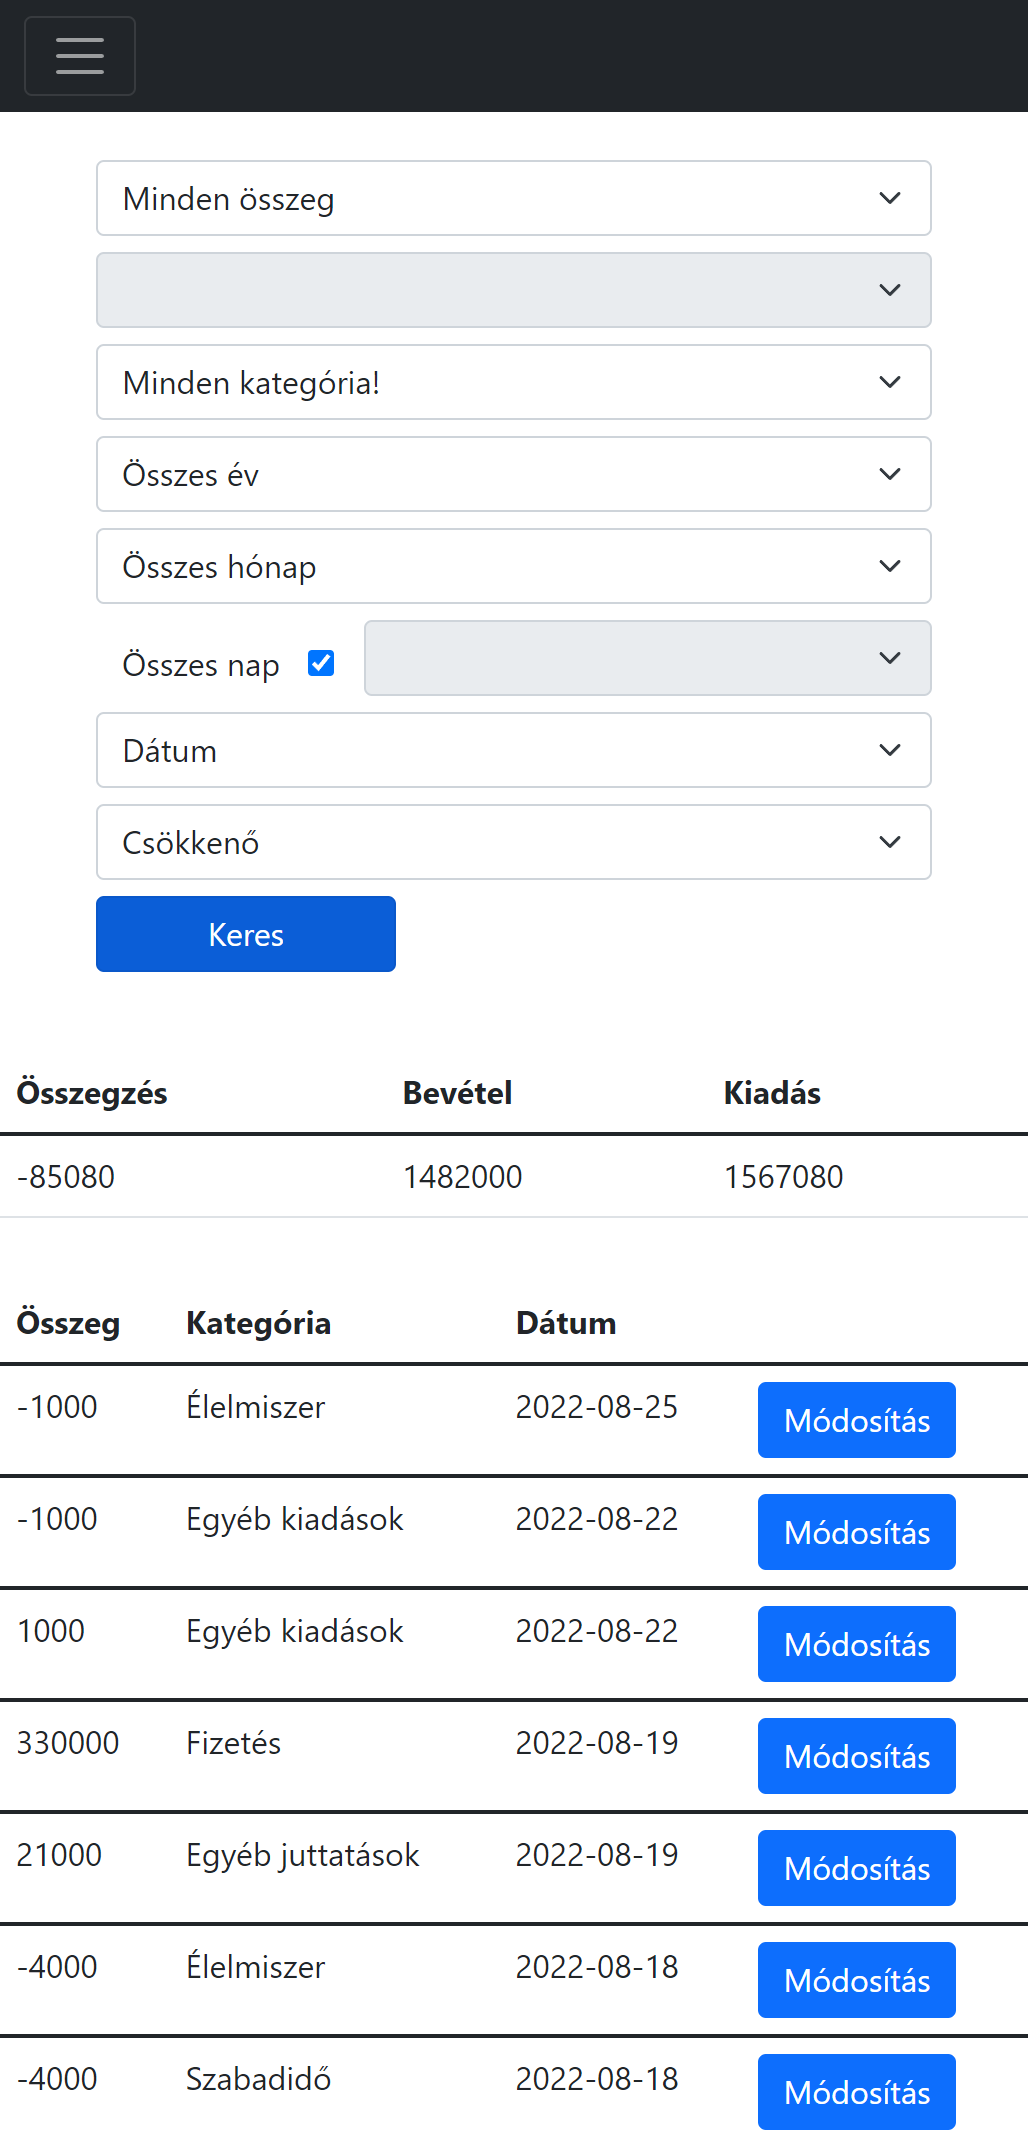 Minden összeg
Minden kategória!
Összes év
Összes hónap
Összes nap
Dátum
Csökkenő
Keres
Összegzés Bevétel Kiadás
-85080 1482000 1567080
Összeg Kategória Dátum
-1000 Élelmiszer 2022-08-25 Módosítás
-1000 Egyéb kiadások 2022-08-22 Módosítás
1000 Egyéb kiadások 2022-08-22 Módosítás
330000 Fizetés 2022-08-19 Módosítás
21000 Egyéb juttatások 2022-08-19 Módosítás
-4000 Élelmiszer 2022-08-18 Módosítás
-4000 Szabadidő 2022-08-18 Módosítás